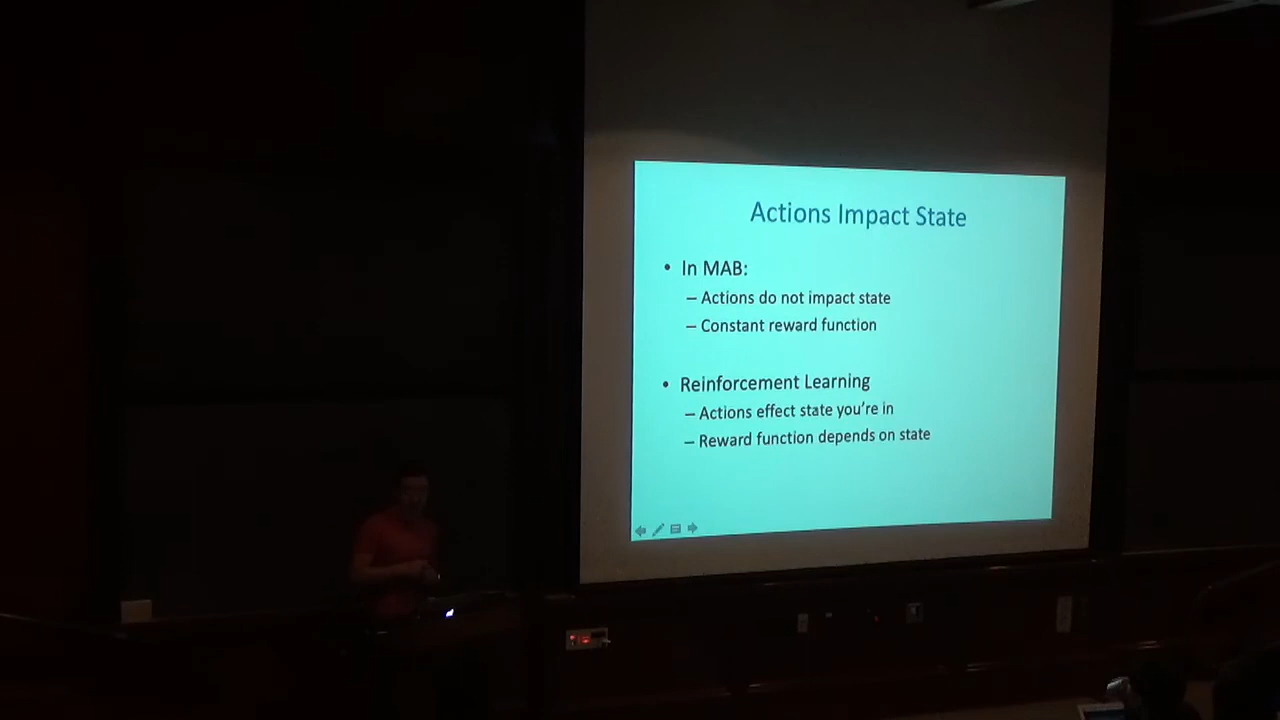 Actions Impact State
• In MAB:
– Actions do not impact state
– Constant reward function
• Reinforcement Learning
– Actions effect state you're in
– Reward function depends on state